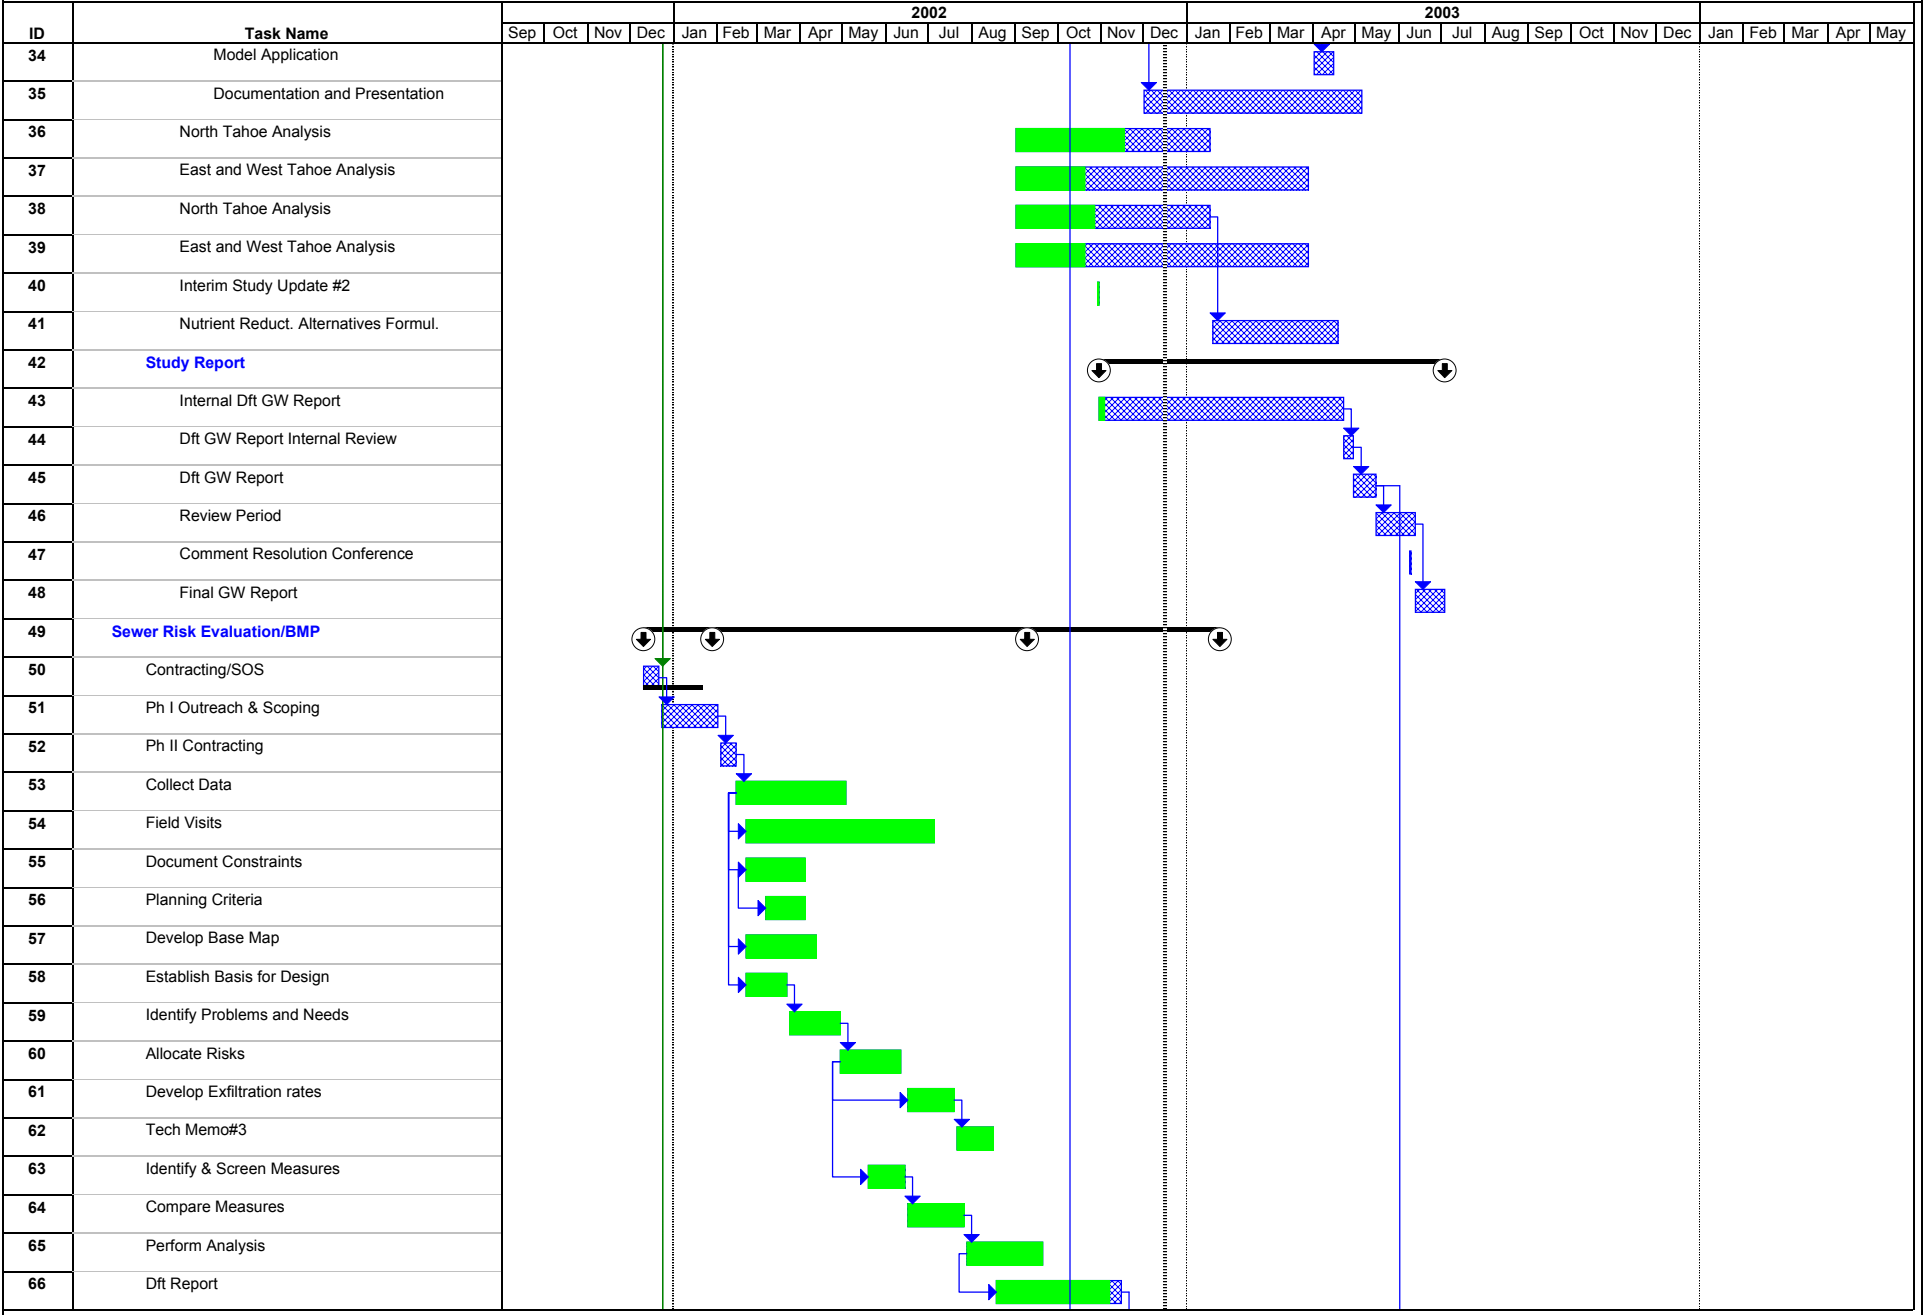 2002 2003
ID Task Name Sep Oct Nov Dec Jan Feb Mar Apr May Jun Jul Aug Sep Oct Nov Dec Jan Feb Mar Apr May Jun Jul Aug Sep Oct Nov Dec Jan Feb Mar Apr May
34 Model Application
35 Documentation and Presentation
36 North Tahoe Analysis
37 East and West Tahoe Analysis
38 North Tahoe Analysis
39 East and West Tahoe Analysis
40 Interim Study Update #2
41 Nutrient Reduct. Alternatives Formul.
42 Study Report
43 Internal Dft GW Report
44 Dft GW Report Internal Review
45 Dft GW Report
46 Review Period
47 Comment Resolution Conference
48 Final GW Report
49 Sewer Risk Evaluation/BMP
50 Contracting/SOS
51 Ph I Outreach & Scoping
52 Ph II Contracting
53 Collect Data
54 Field Visits
55 Document Constraints
56 Planning Criteria
57 Develop Base Map
58 Establish Basis for Design
59 Identify Problems and Needs
60 Allocate Risks
61 Develop Exfiltration rates
62 Tech Memo#3
63 Identify & Screen Measures
64 Compare Measures
65 Perform Analysis
66 Dft Report